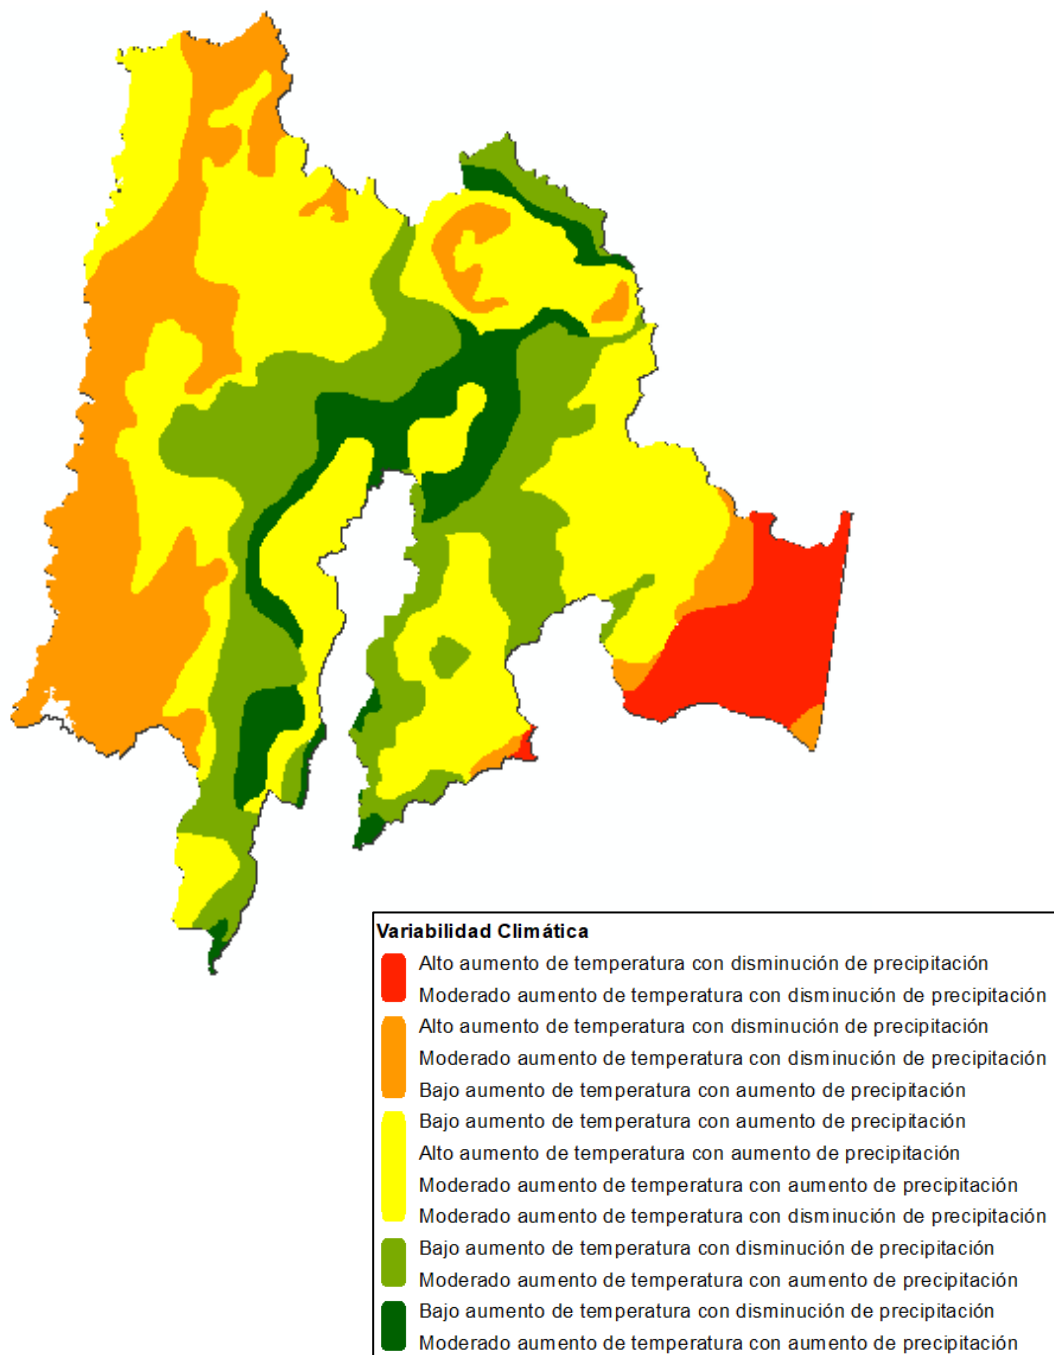 Variabilidad Climática
Alto aumento de temperatura con disminución de precipitación
Moderado aumento de temperatura con disminución de precipitación
Alto aumento de temperatura con disminución de precipitación
Moderado aumento de temperatura con disminución de precipitación
Bajo aumento de temperatura con aumento de precipitación
Bajo aumento de temperatura con aumento de precipitación
Alto aumento de temperatura con aumento de precipitación
Moderado aumento de temperatura con aumento de precipitación
Moderado aumento de temperatura con disminución de precipitación
Bajo aumento de temperatura con disminución de precipitación
Moderado aumento de temperatura con aumento de precipitación
Bajo aumento de temperatura con disminución de precipitación
Moderado aumento de temperatura con aumento de precipitación